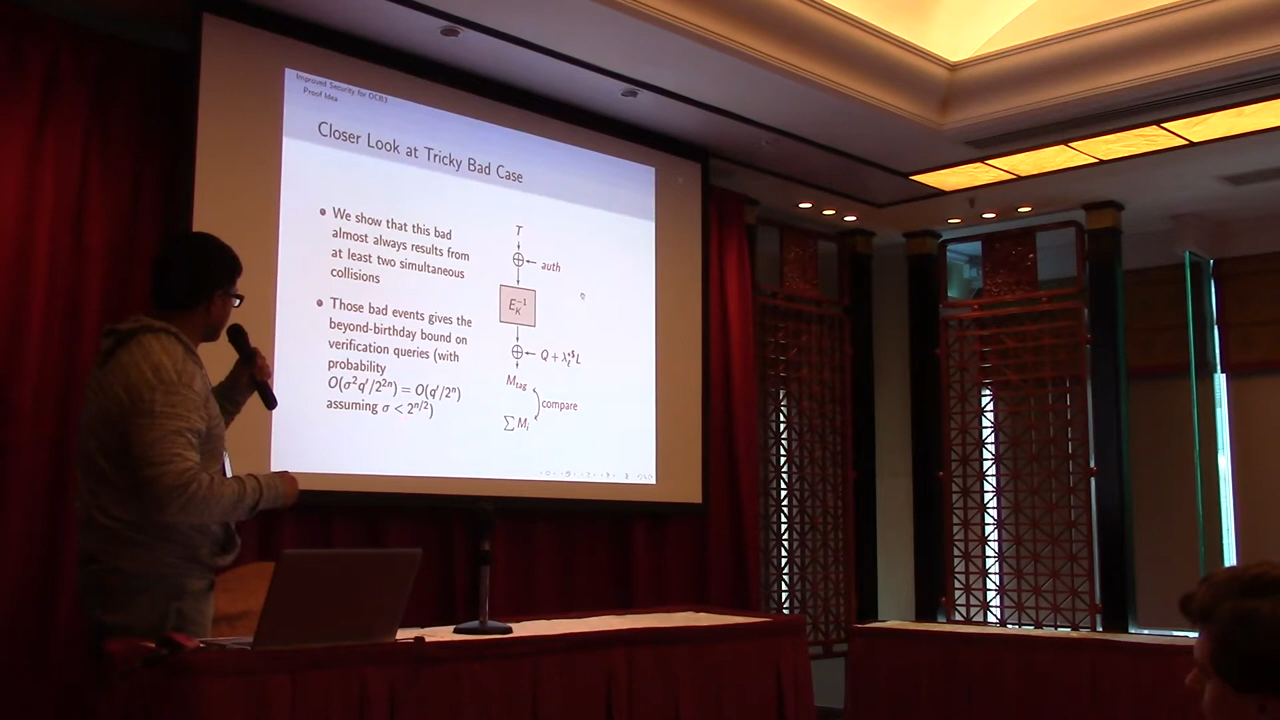 Improved Security for OCB3
Proof Idea
Closer Look at Tricky Bad Case
We show that this bad
almost always results from
at least two simultaneous
collisions
Those bad events gives the
beyond-birthday bound on
verification queries (with
probability
O(σ²q′/2²ⁿ) = O(q′/2ⁿ)
assuming σ < 2ⁿ/²)
T
⊕ ← auth
E_K^{-1}
⊕ ← Q + λ_ℓ^{*$} L
M_tag
compare
∑ M_i